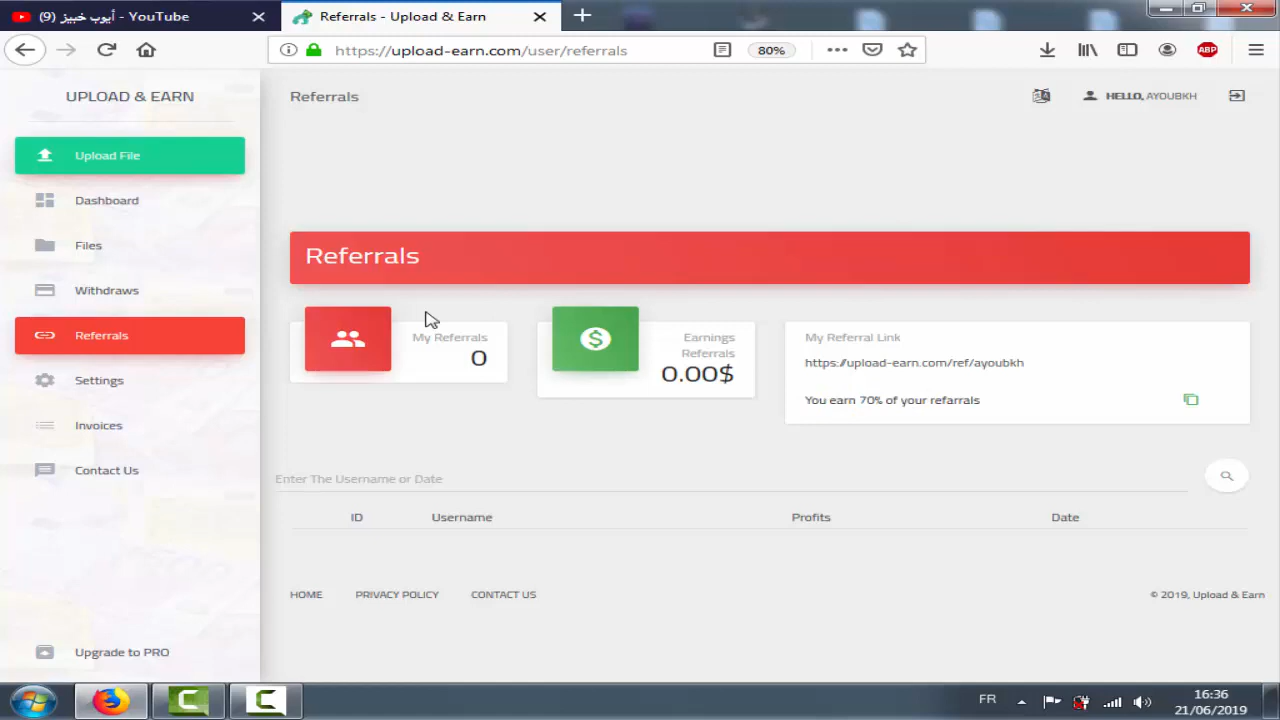 (9) أيوب خبيز - YouTube
Referrals - Upload & Earn
https://upload-earn.com/user/referrals
80%
ABP
UPLOAD & EARN
Referrals
HELLO, AYOUBKH
Upload File
Dashboard
Files
Withdraws
Referrals
Settings
Invoices
Contact Us
Upgrade to PRO
Referrals
My Referrals
0
Earnings
Referrals
0.00$
My Referral Link
https://upload-earn.com/ref/ayoubkh
You earn 70% of your refarrals
Enter The Username or Date
ID Username Profits Date
HOME PRIVACY POLICY CONTACT US
© 2019, Upload & Earn
FR
16:36
21/06/2019